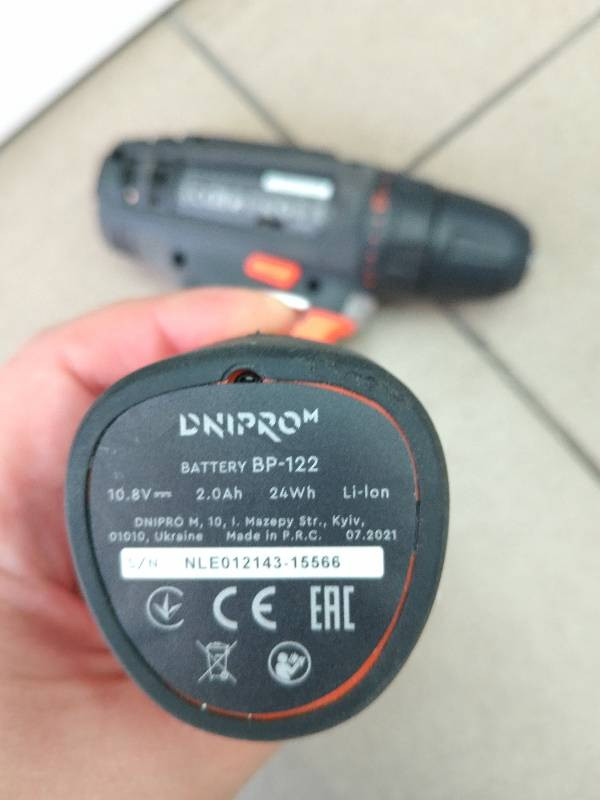 DNIPRO M
BATTERY BP-122
10.8V⎓ 2.0Ah 24Wh Li-Ion
DNIPRO M, 10, I. Mazepy Str., Kyiv,
01010, Ukraine Made in P.R.C. 07.2021
S/N NLE012143-15566
CE EAC